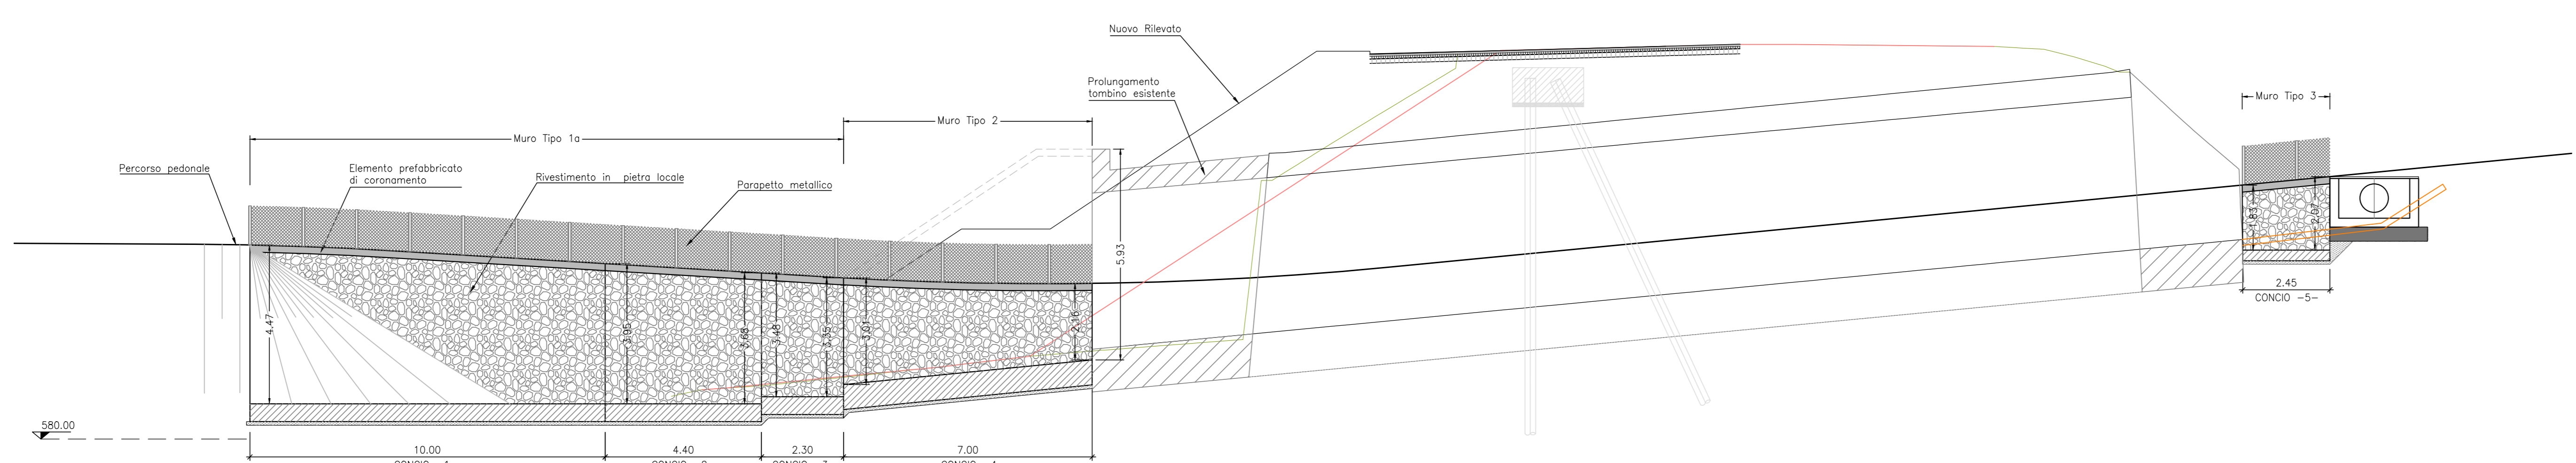 Nuovo Rilevato
Prolungamento
tombino esistente
Muro Tipo 3
Muro Tipo 2
Muro Tipo 1a
Percorso pedonale
Elemento prefabbricato
di coronamento
Rivestimento in pietra locale
Parapetto metallico
5.93
1.83
2.07
4.47
3.95
3.68
3.48
3.35
3.01
2.16
2.45
CONCIO -5-
580.00
10.00
4.40
2.30
7.00